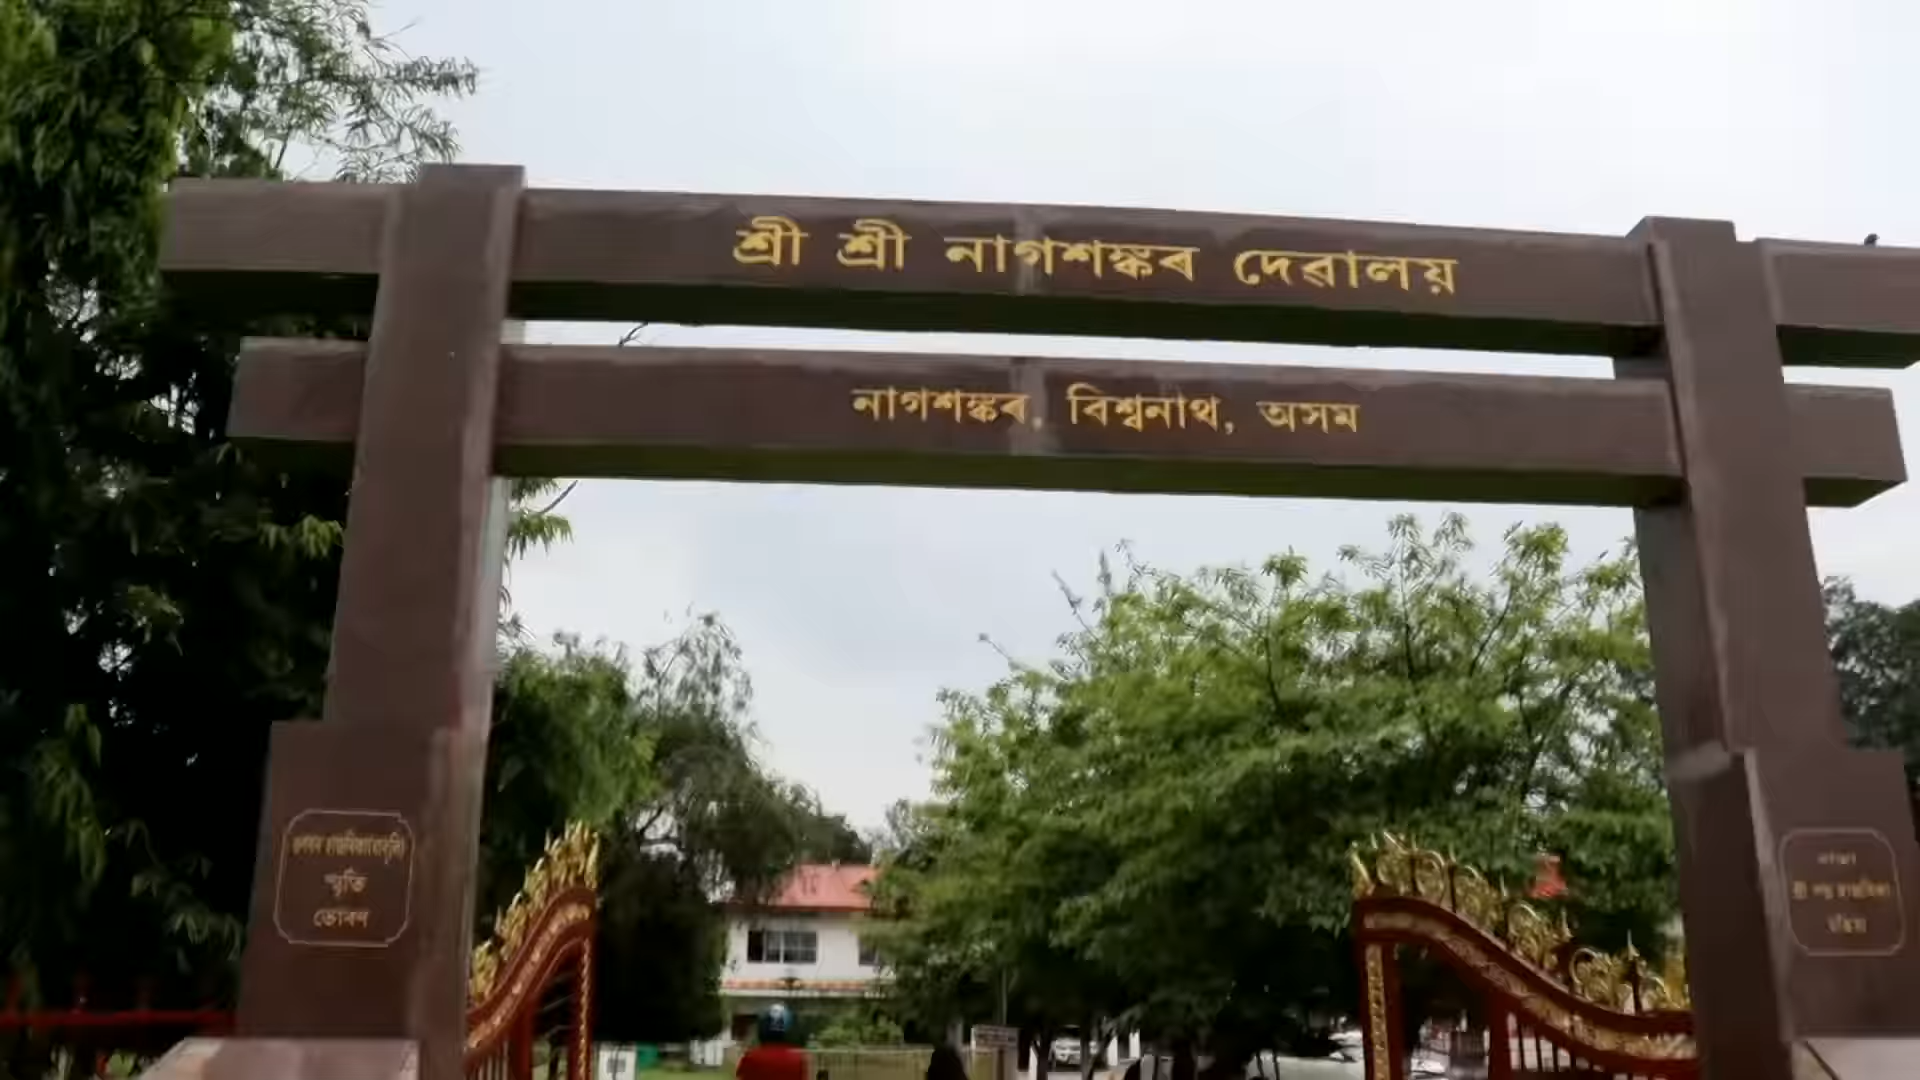 শ্ৰী শ্ৰী নাগশঙ্কৰ দেৱালয়
নাগশঙ্কৰ, বিশ্বনাথ, অসম
স্মৃতি
তোৰণ
দাতা
শ্ৰী